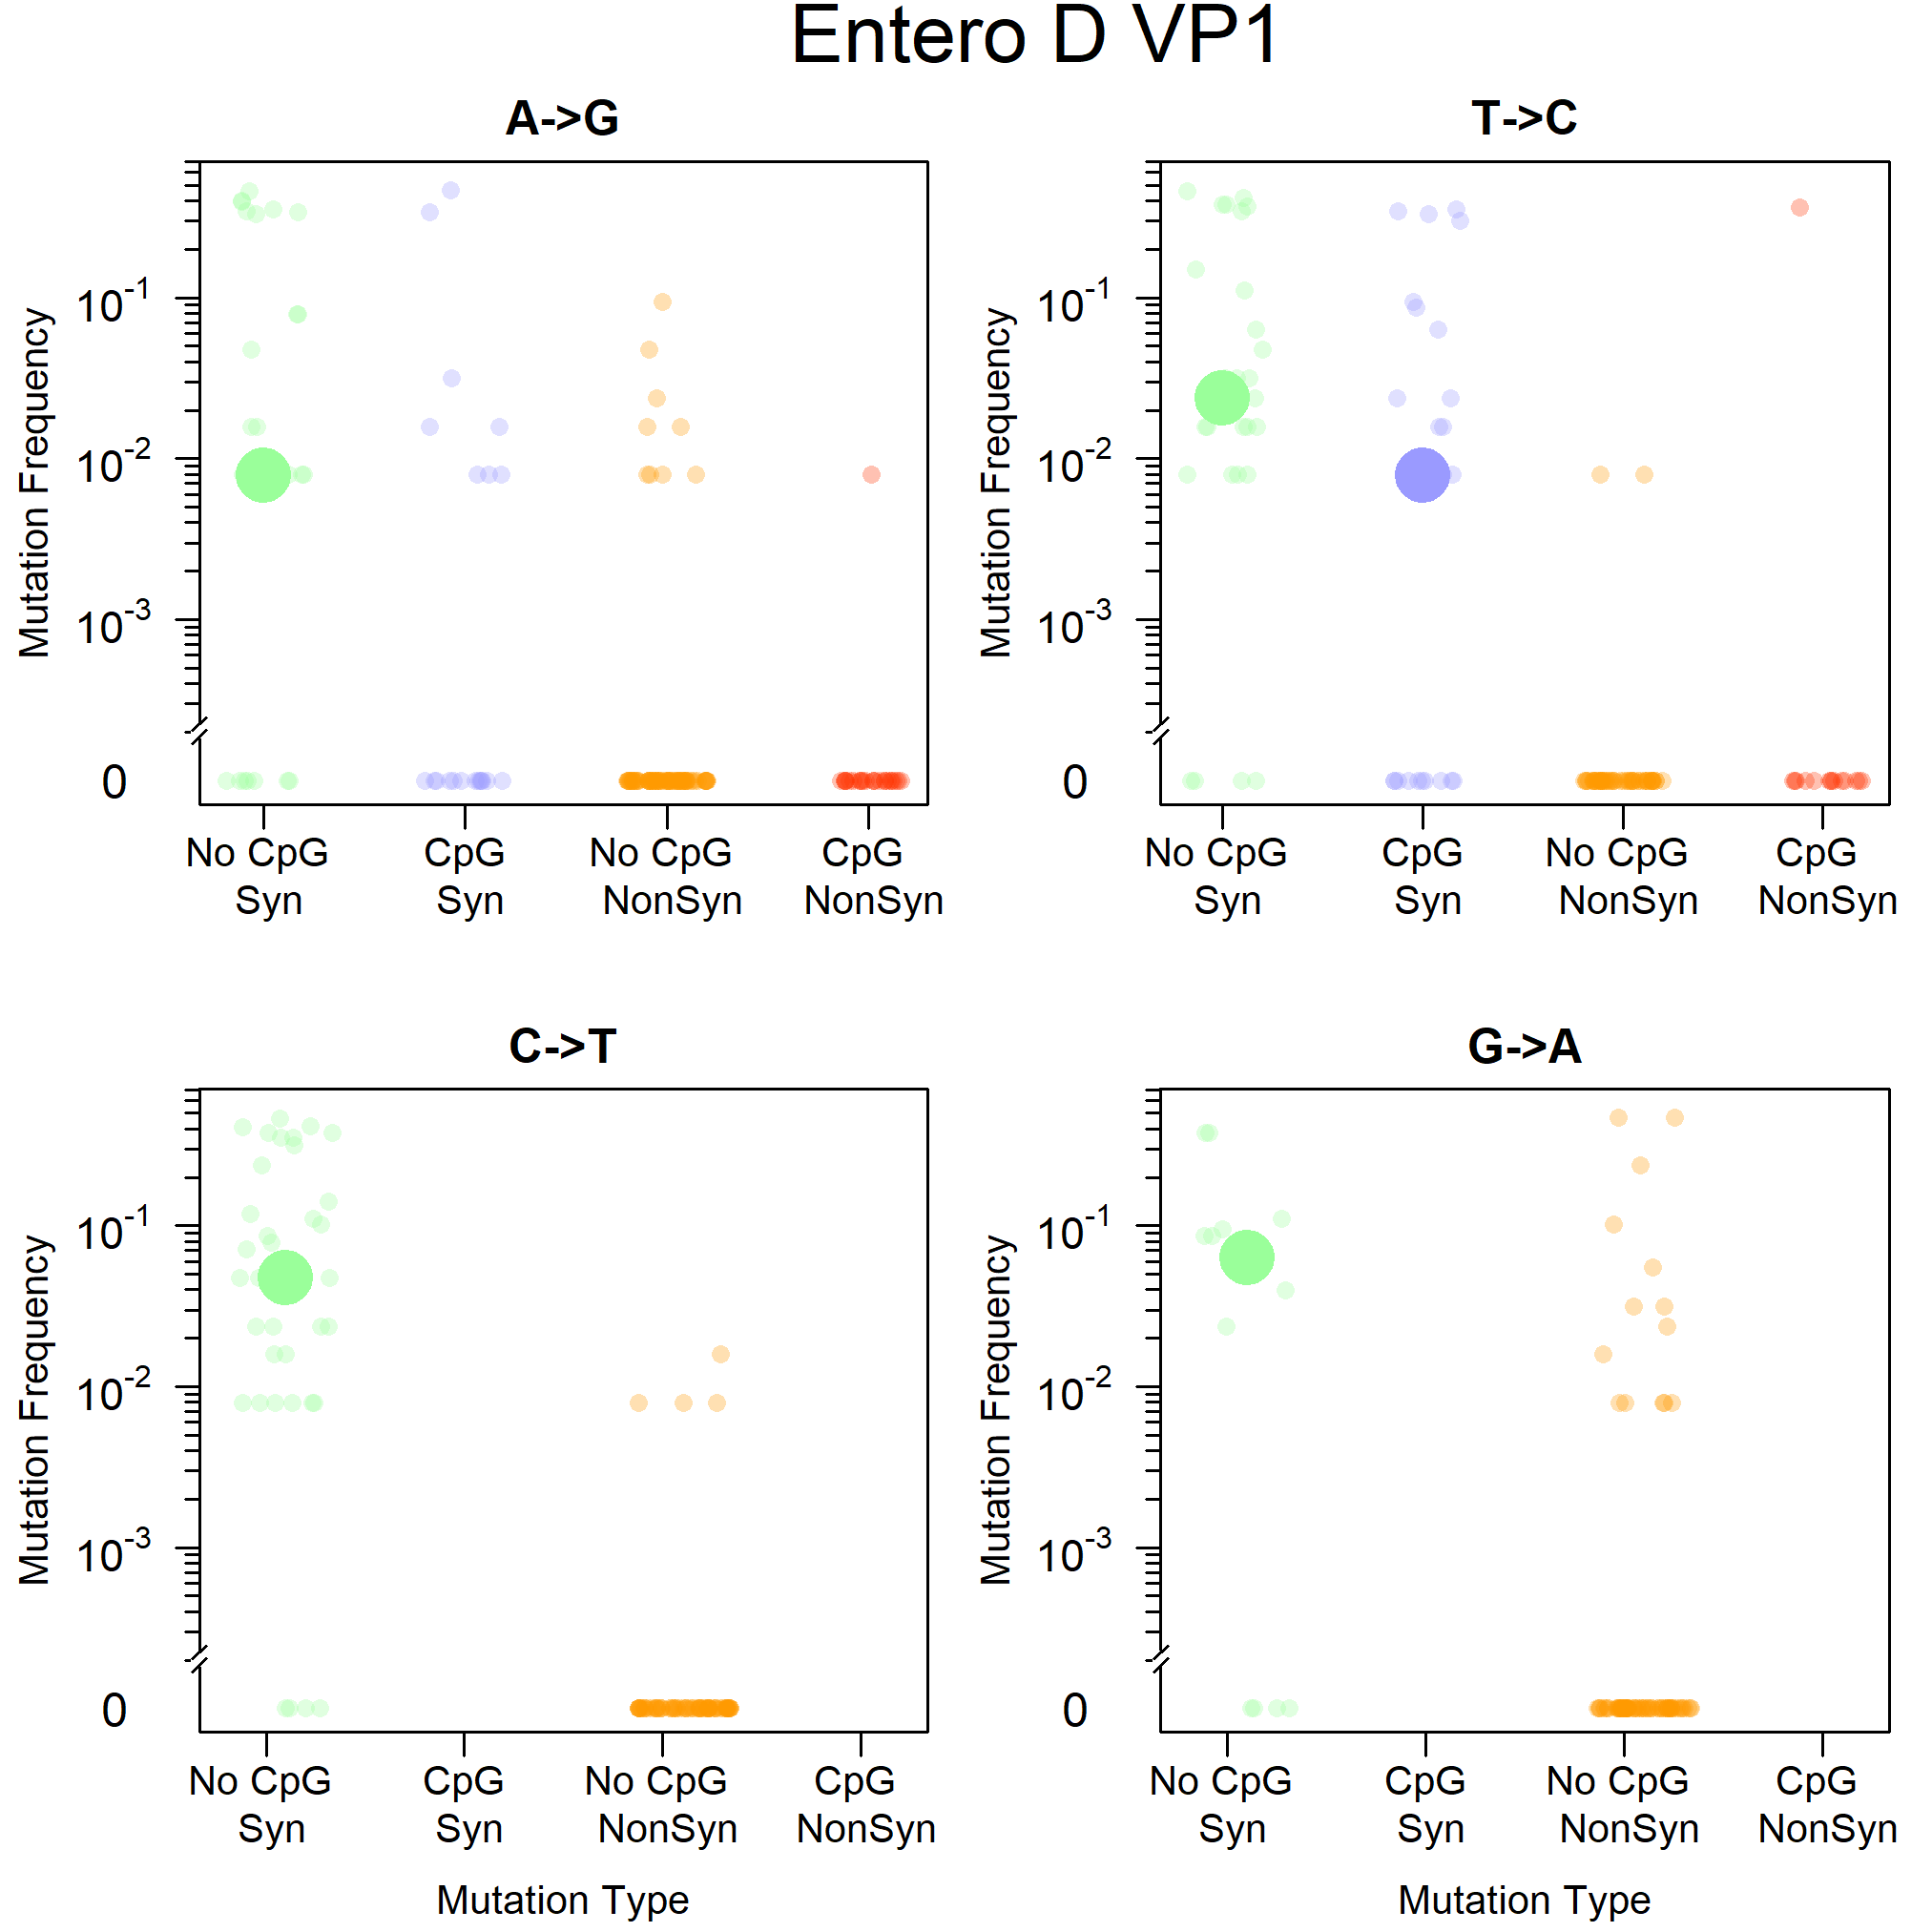 Entero D VP1
A->G
T->C
Mutation Frequency
10-1
10-2
10-3
0
No CpG CpG No CpG CpG
Syn Syn NonSyn NonSyn
Mutation Frequency
10-1
10-2
10-3
0
No CpG CpG No CpG CpG
Syn Syn NonSyn NonSyn
C->T
G->A
Mutation Frequency
10-1
10-2
10-3
0
No CpG CpG No CpG CpG
Syn Syn NonSyn NonSyn
Mutation Type
Mutation Frequency
10-1
10-2
10-3
0
No CpG CpG No CpG CpG
Syn Syn NonSyn NonSyn
Mutation Type